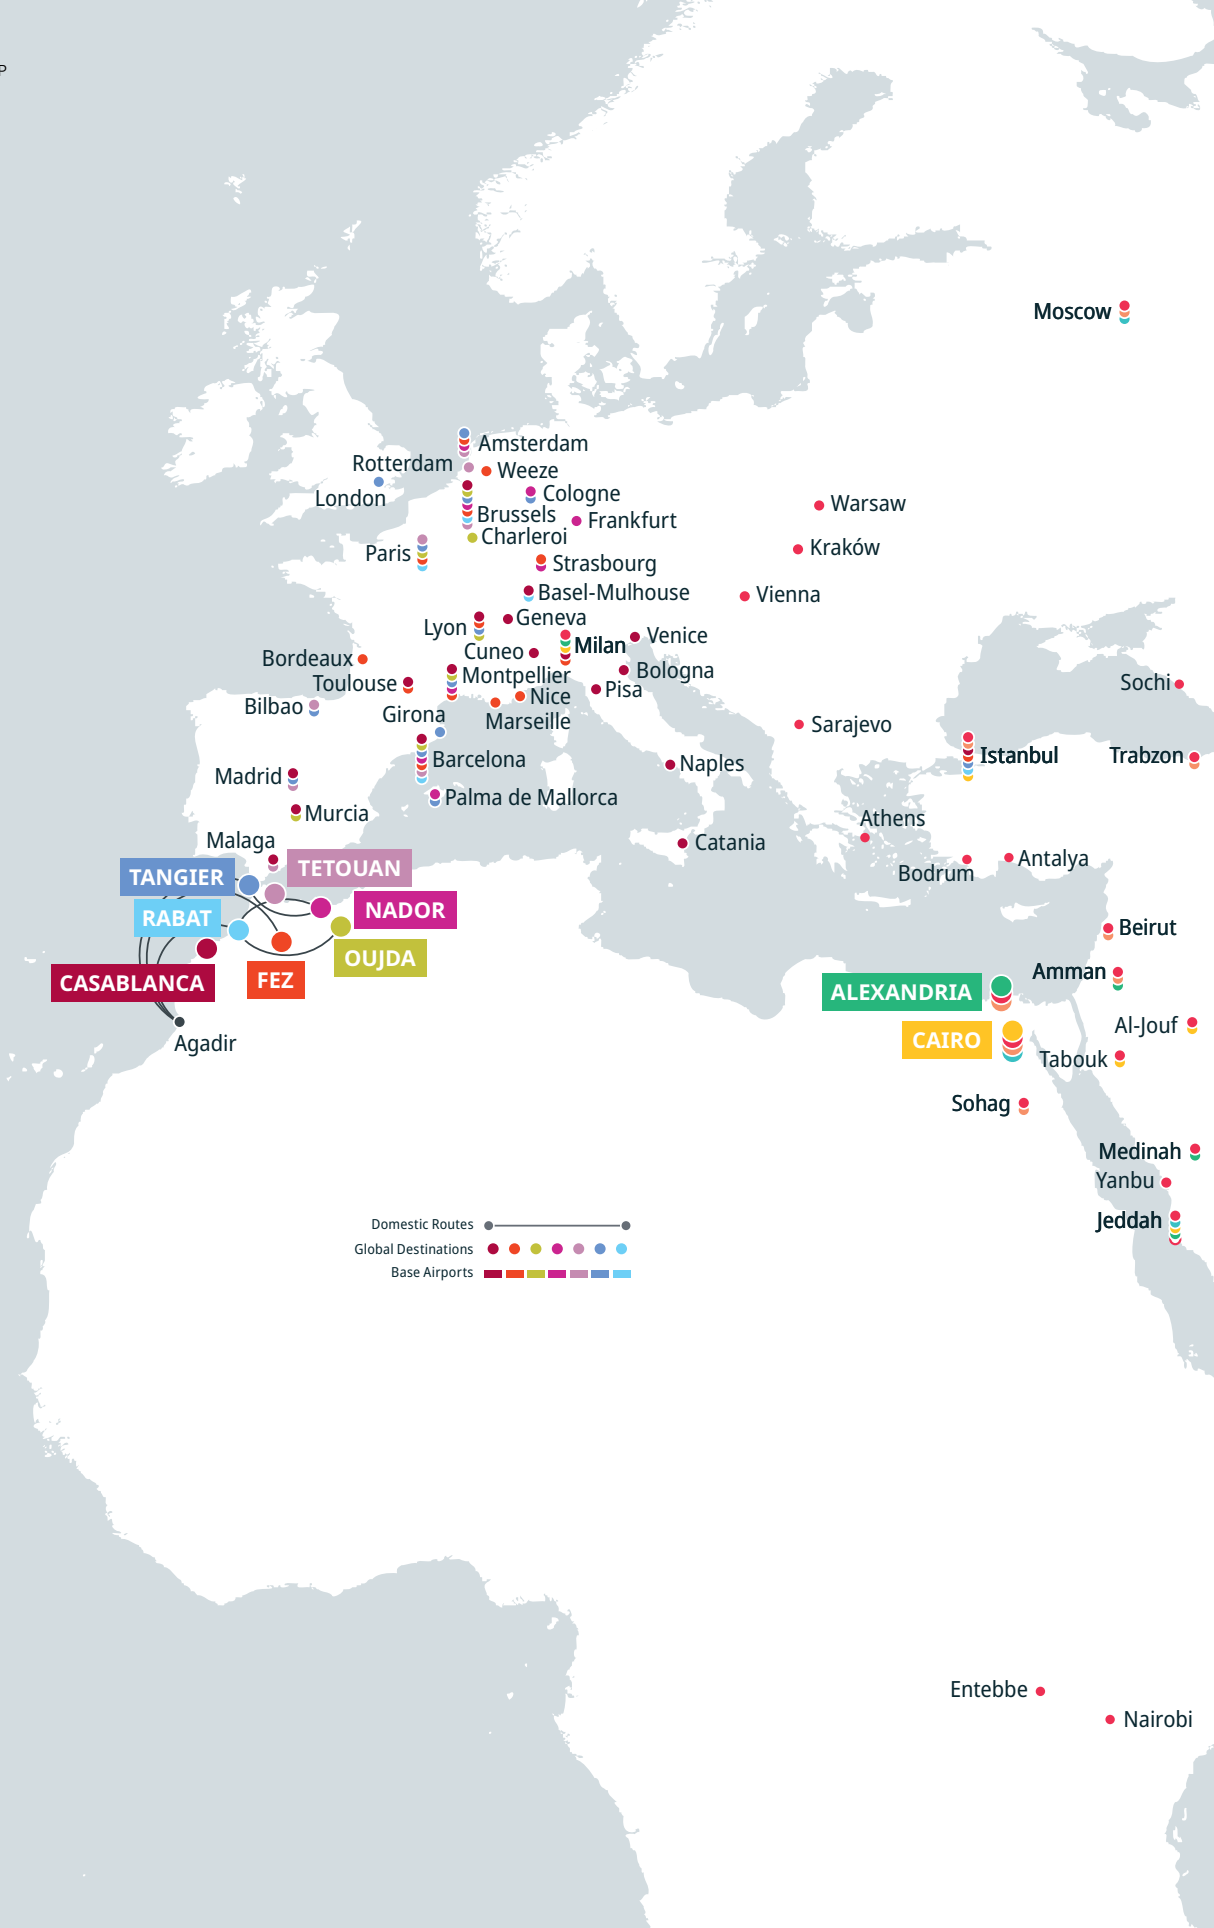 P
Moscow
Amsterdam
Rotterdam
Weeze
London
Cologne
Warsaw
Brussels
Frankfurt
Charleroi
Paris
Kraków
Strasbourg
Basel-Mulhouse
Vienna
Geneva
Lyon
Venice
Milan
Cuneo
Bordeaux
Bologna
Montpellier
Toulouse
Pisa
Sochi
Nice
Bilbao
Girona
Marseille
Sarajevo
Istanbul
Trabzon
Barcelona
Naples
Madrid
Palma de Mallorca
Murcia
Athens
Malaga
Catania
Antalya
TETOUAN
Bodrum
TANGIER
NADOR
RABAT
Beirut
OUJDA
Amman
FEZ
CASABLANCA
ALEXANDRIA
Al-Jouf
Agadir
CAIRO
Tabouk
Sohag
Medinah
Yanbu
Jeddah
Domestic Routes
Global Destinations
Base Airports
Entebbe
Nairobi